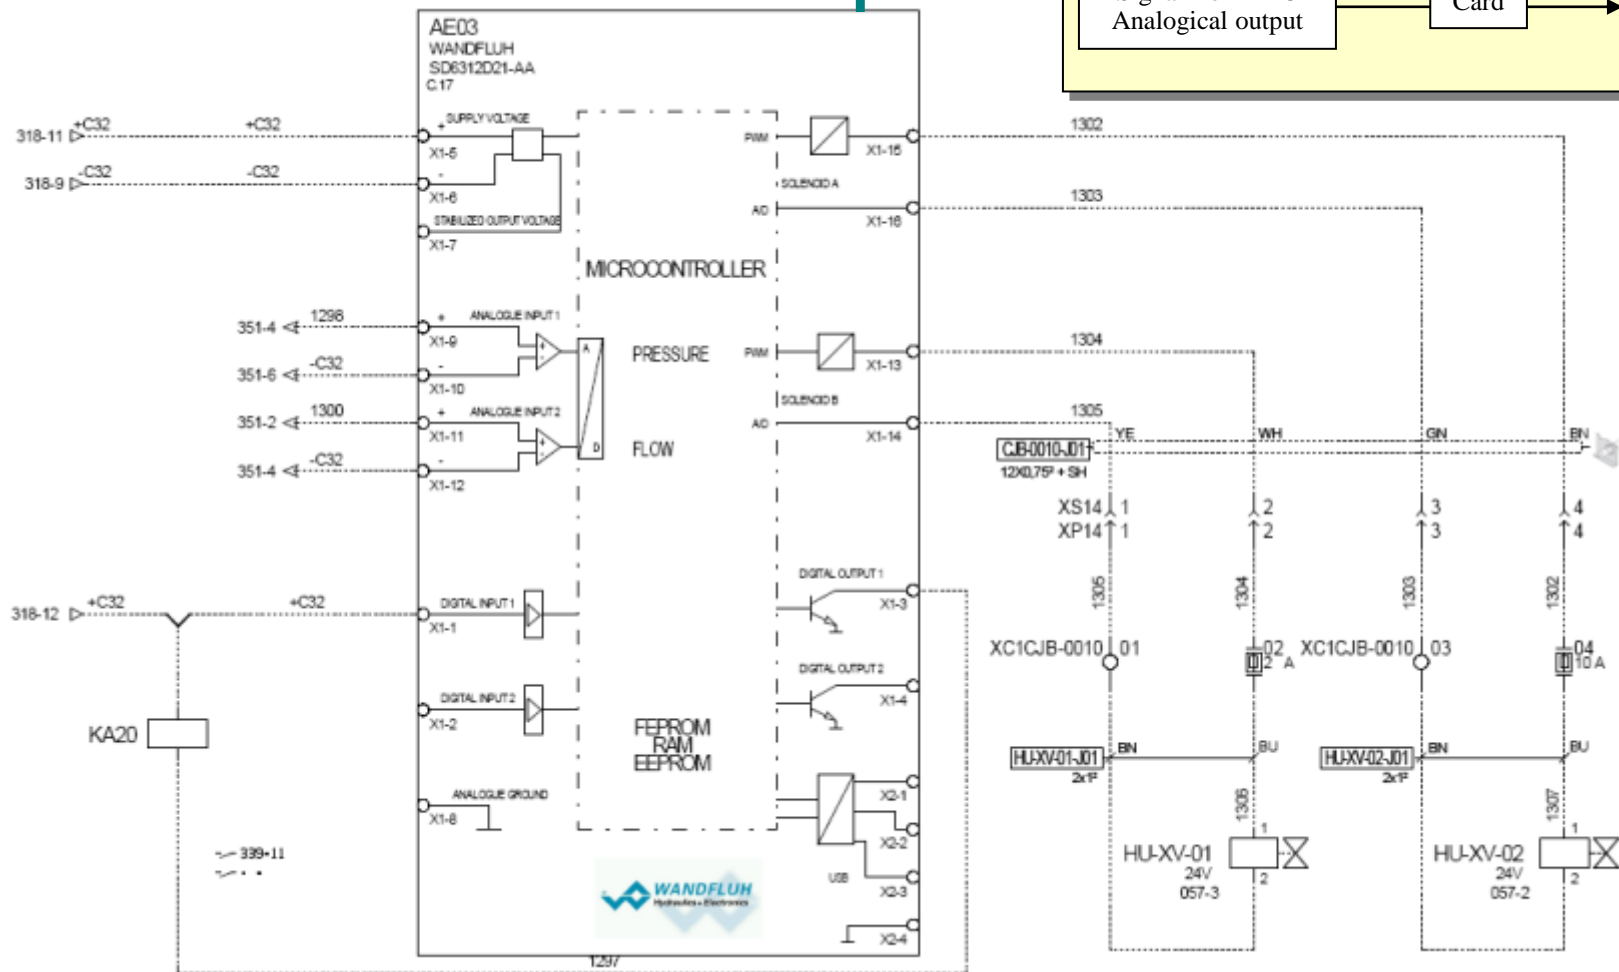 Analogical output
Card
AE03
WANDFLUH
SD6312D21-AA
C.17
318-11 +C32 +C32
+ SUPPLY VOLTAGE
X1-5
318-9 -C32 -C32
-
X1-6
STABILIZED OUTPUT VOLTAGE
X1-7
PWM
X1-15
1302
SOLENOID A
A/D
X1-16
1303
MICROCONTROLLER
351-4 1298
+ ANALOGUE INPUT 1
X1-9
A
PRESSURE
PWM
X1-13
1304
351-6 -C32
-
X1-10
351-2 1300
+ ANALOGUE INPUT 2
X1-11
SOLENOID B
A/D
X1-14
1305
D
FLOW
351-4 -C32
-
X1-12
YE WH GN BN
CJB-0010-J01
12X0,75² + SH
XS14 1 2 3 4
XP14 1 2 3 4
318-12 +C32 +C32
DIGITAL INPUT 1
X1-1
DIGITAL OUTPUT 1
X1-3
1305 1304 1303 1302
XC1CJB-0010 01
02
2 A
XC1CJB-0010 03
04
10 A
DIGITAL INPUT 2
X1-2
DIGITAL OUTPUT 2
X1-4
KA20
FEPROM
RAM
EEPROM
HU-XV-01-J01 BN BU
2x1²
HU-XV-02-J01 BN BU
2x1²
ANALOGUE GROUND
X1-8
X2-1
X2-2
USB
X2-3
X2-4
1306 1307
HU-XV-01 1
24V
057-3
2
HU-XV-02 1
24V
057-2
2
339-11
WANDFLUH
Hydraulics + Electronics
1297